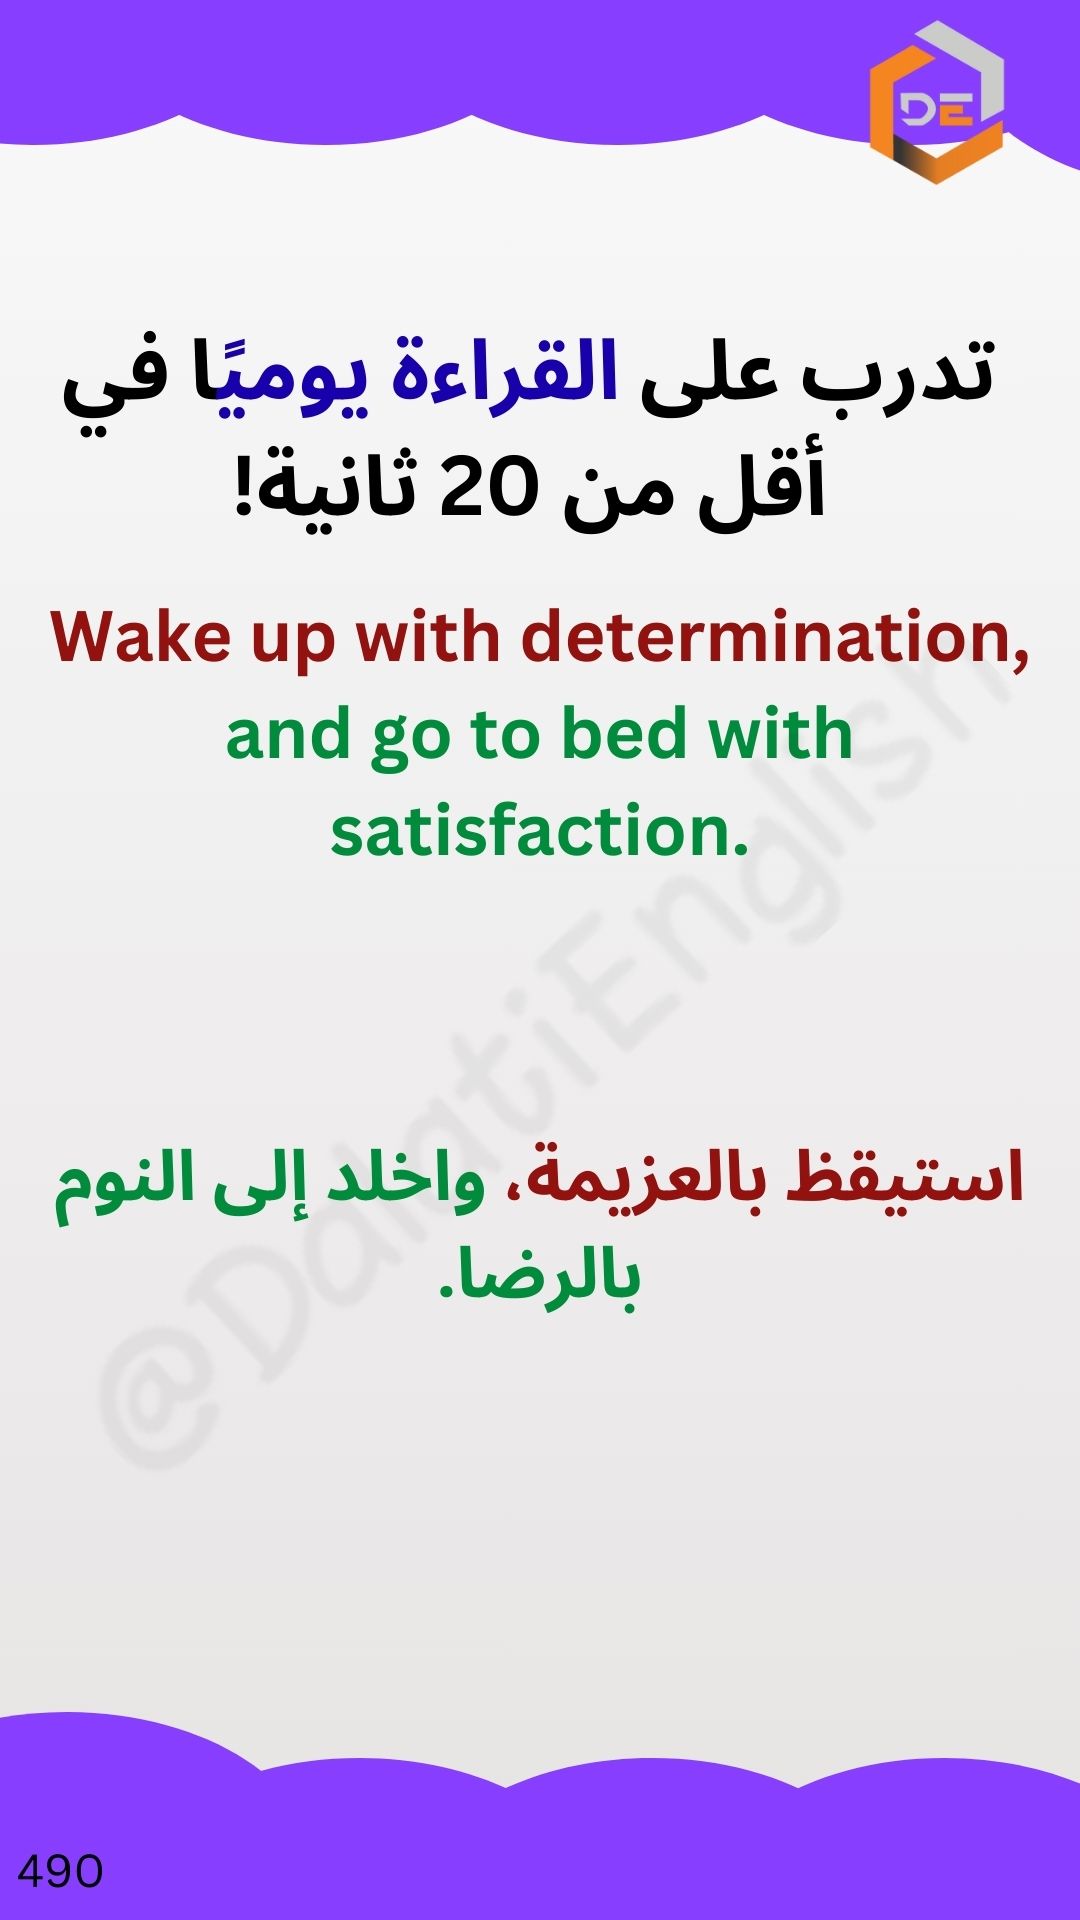 DE
تدرب على القراءة يوميًا في
أقل من 20 ثانية!
Wake up with determination,
and go to bed with
satisfaction.
استيقظ بالعزيمة، واخلد إلى النوم
بالرضا.
@DalatiEnglish
490